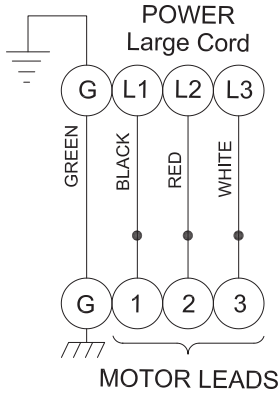 POWER
Large Cord
G L1 L2 L3
GREEN
BLACK
RED
WHITE
G 1 2 3
MOTOR LEADS